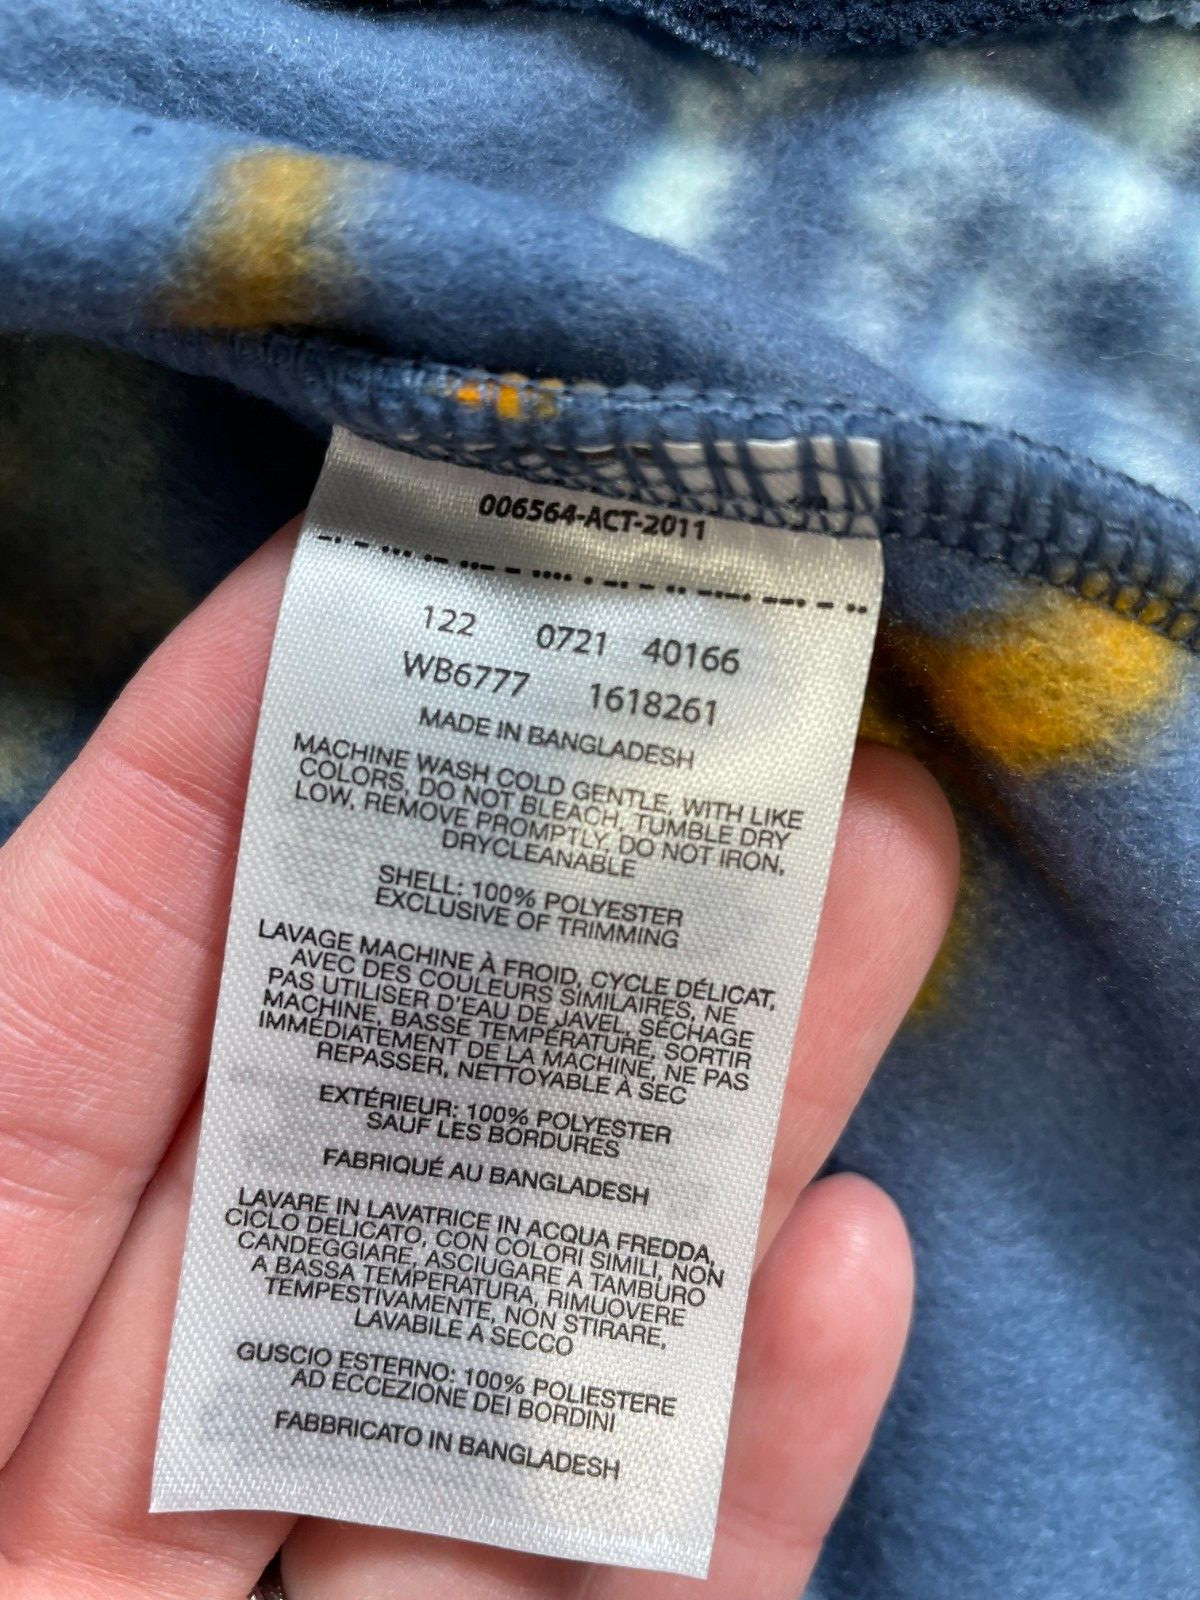 006564-ACT-2011
122 0721 40166
WB6777 1618261
MADE IN BANGLADESH
MACHINE WASH COLD GENTLE, WITH LIKE
COLORS, DO NOT BLEACH, TUMBLE DRY
LOW, REMOVE PROMPTLY, DO NOT IRON,
DRYCLEANABLE
SHELL: 100% POLYESTER
EXCLUSIVE OF TRIMMING
LAVAGE MACHINE À FROID, CYCLE DÉLICAT,
AVEC DES COULEURS SIMILAIRES, NE
PAS UTILISER D'EAU DE JAVEL, SÉCHAGE
MACHINE, BASSE TEMPÉRATURE, SORTIR
IMMÉDIATEMENT DE LA MACHINE, NE PAS
REPASSER, NETTOYABLE À SEC
EXTÉRIEUR: 100% POLYESTER
SAUF LES BORDURES
FABRIQUÉ AU BANGLADESH
LAVARE IN LAVATRICE IN ACQUA FREDDA,
CICLO DELICATO, CON COLORI SIMILI, NON
CANDEGGIARE, ASCIUGARE A TAMBURO
A BASSA TEMPERATURA, RIMUOVERE
TEMPESTIVAMENTE, NON STIRARE,
LAVABILE A SECCO
GUSCIO ESTERNO: 100% POLIESTERE
AD ECCEZIONE DEI BORDINI
FABBRICATO IN BANGLADESH